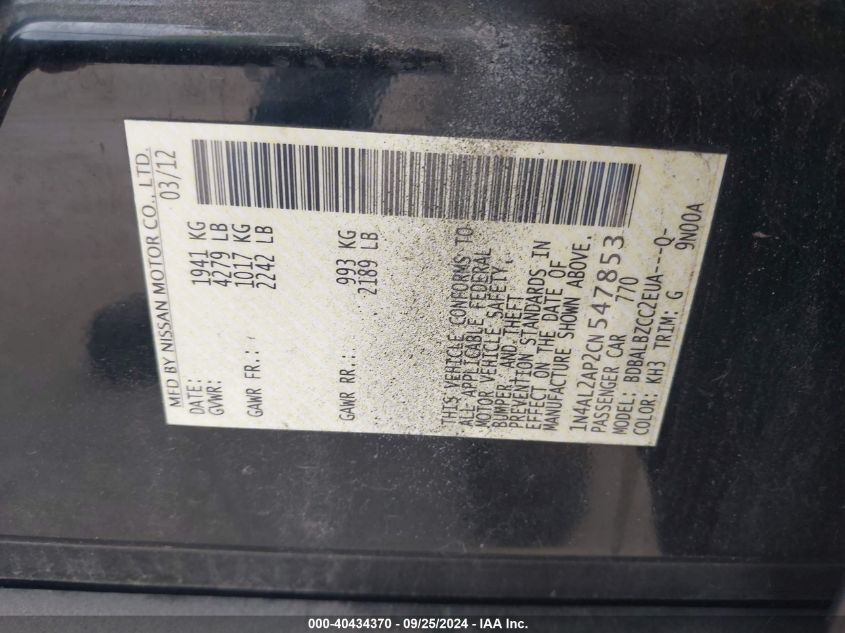 MFD BY NISSAN MOTOR CO., LTD.
DATE: 03/12
GVWR: 1941 KG
4279 LB
GAWR FR.: 1017 KG
2242 LB
GAWR RR.: 993 KG
2189 LB
THIS VEHICLE CONFORMS TO
ALL APPLICABLE FEDERAL
MOTOR VEHICLE SAFETY,
BUMPER, AND THEFT
PREVENTION STANDARDS IN
EFFECT ON THE DATE OF
MANUFACTURE SHOWN ABOVE.
1N4AL2AP2CN547853
PASSENGER CAR 770
MODEL: BDBALBZCC2EUA---Q-
COLOR: KH3 TRIM: G 9N00A
000-40434370 - 09/25/2024 - IAA Inc.